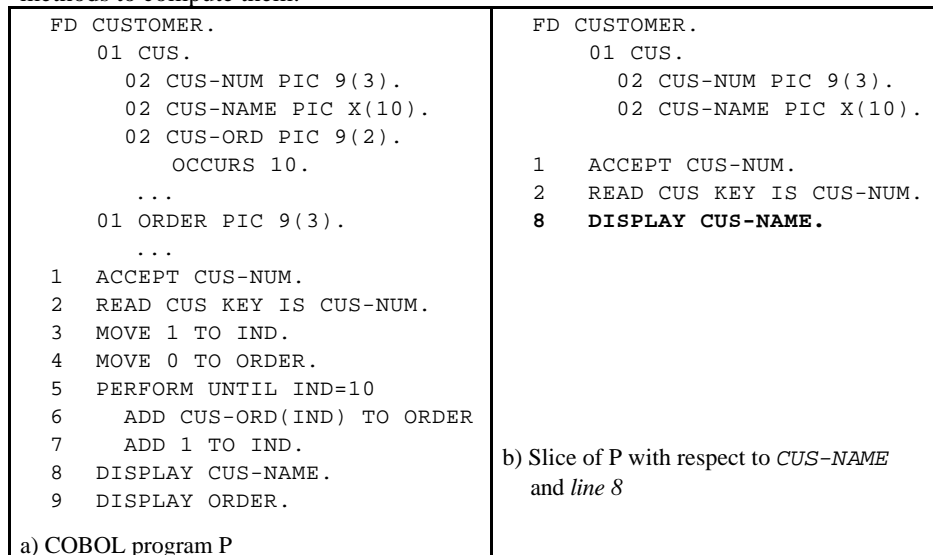 FD CUSTOMER.
01 CUS.
02 CUS-NUM PIC 9(3).
02 CUS-NAME PIC X(10).
02 CUS-ORD PIC 9(2).
OCCURS 10.
...
01 ORDER PIC 9(3).
...
1 ACCEPT CUS-NUM.
2 READ CUS KEY IS CUS-NUM.
3 MOVE 1 TO IND.
4 MOVE 0 TO ORDER.
5 PERFORM UNTIL IND=10
6 ADD CUS-ORD(IND) TO ORDER
7 ADD 1 TO IND.
8 DISPLAY CUS-NAME.
9 DISPLAY ORDER.
a) COBOL program P
FD CUSTOMER.
01 CUS.
02 CUS-NUM PIC 9(3).
02 CUS-NAME PIC X(10).
1 ACCEPT CUS-NUM.
2 READ CUS KEY IS CUS-NUM.
8 DISPLAY CUS-NAME.
b) Slice of P with respect to CUS-NAME
and line 8